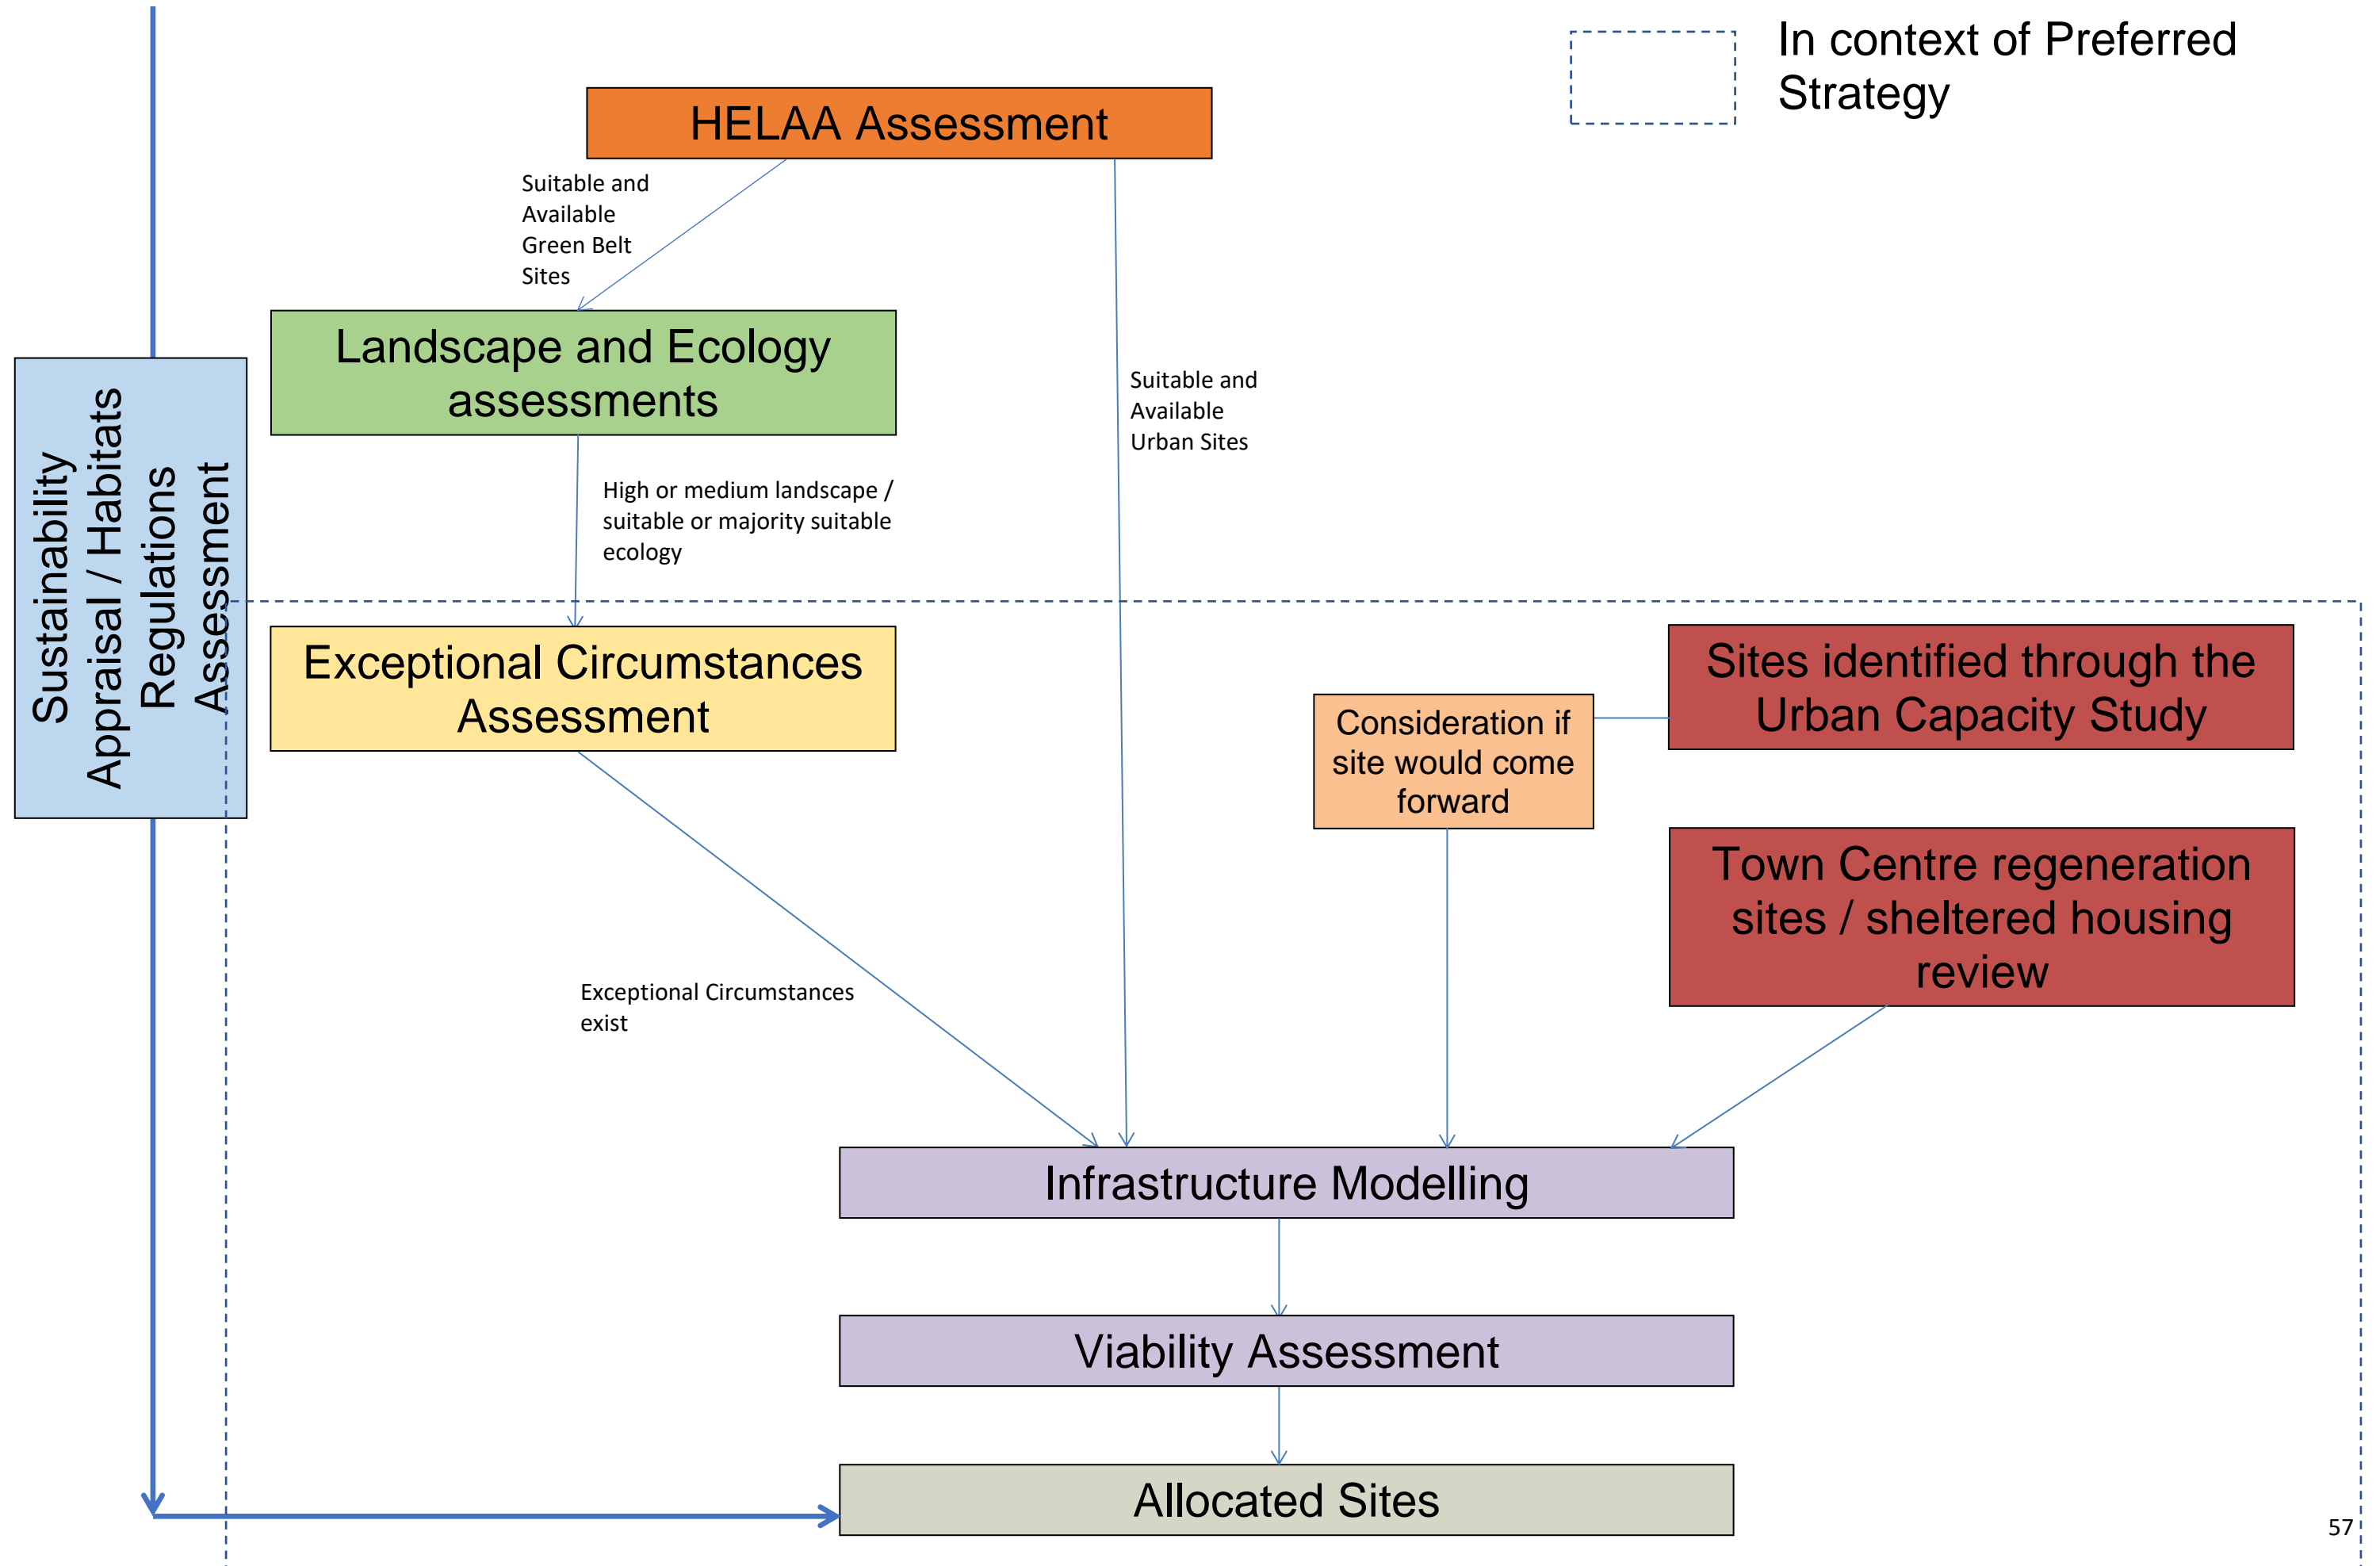 In context of Preferred
Strategy
HELAA Assessment
Suitable and
Available
Green Belt
Sites
Landscape and Ecology
assessments
Suitable and
Available
Urban Sites
Sustainability
Appraisal / Habitats
Regulations
Assessment
High or medium landscape /
suitable or majority suitable
ecology
Exceptional Circumstances
Assessment
Sites identified through the
Urban Capacity Study
Consideration if
site would come
forward
Town Centre regeneration
sites / sheltered housing
review
Exceptional Circumstances
exist
Infrastructure Modelling
Viability Assessment
Allocated Sites
57